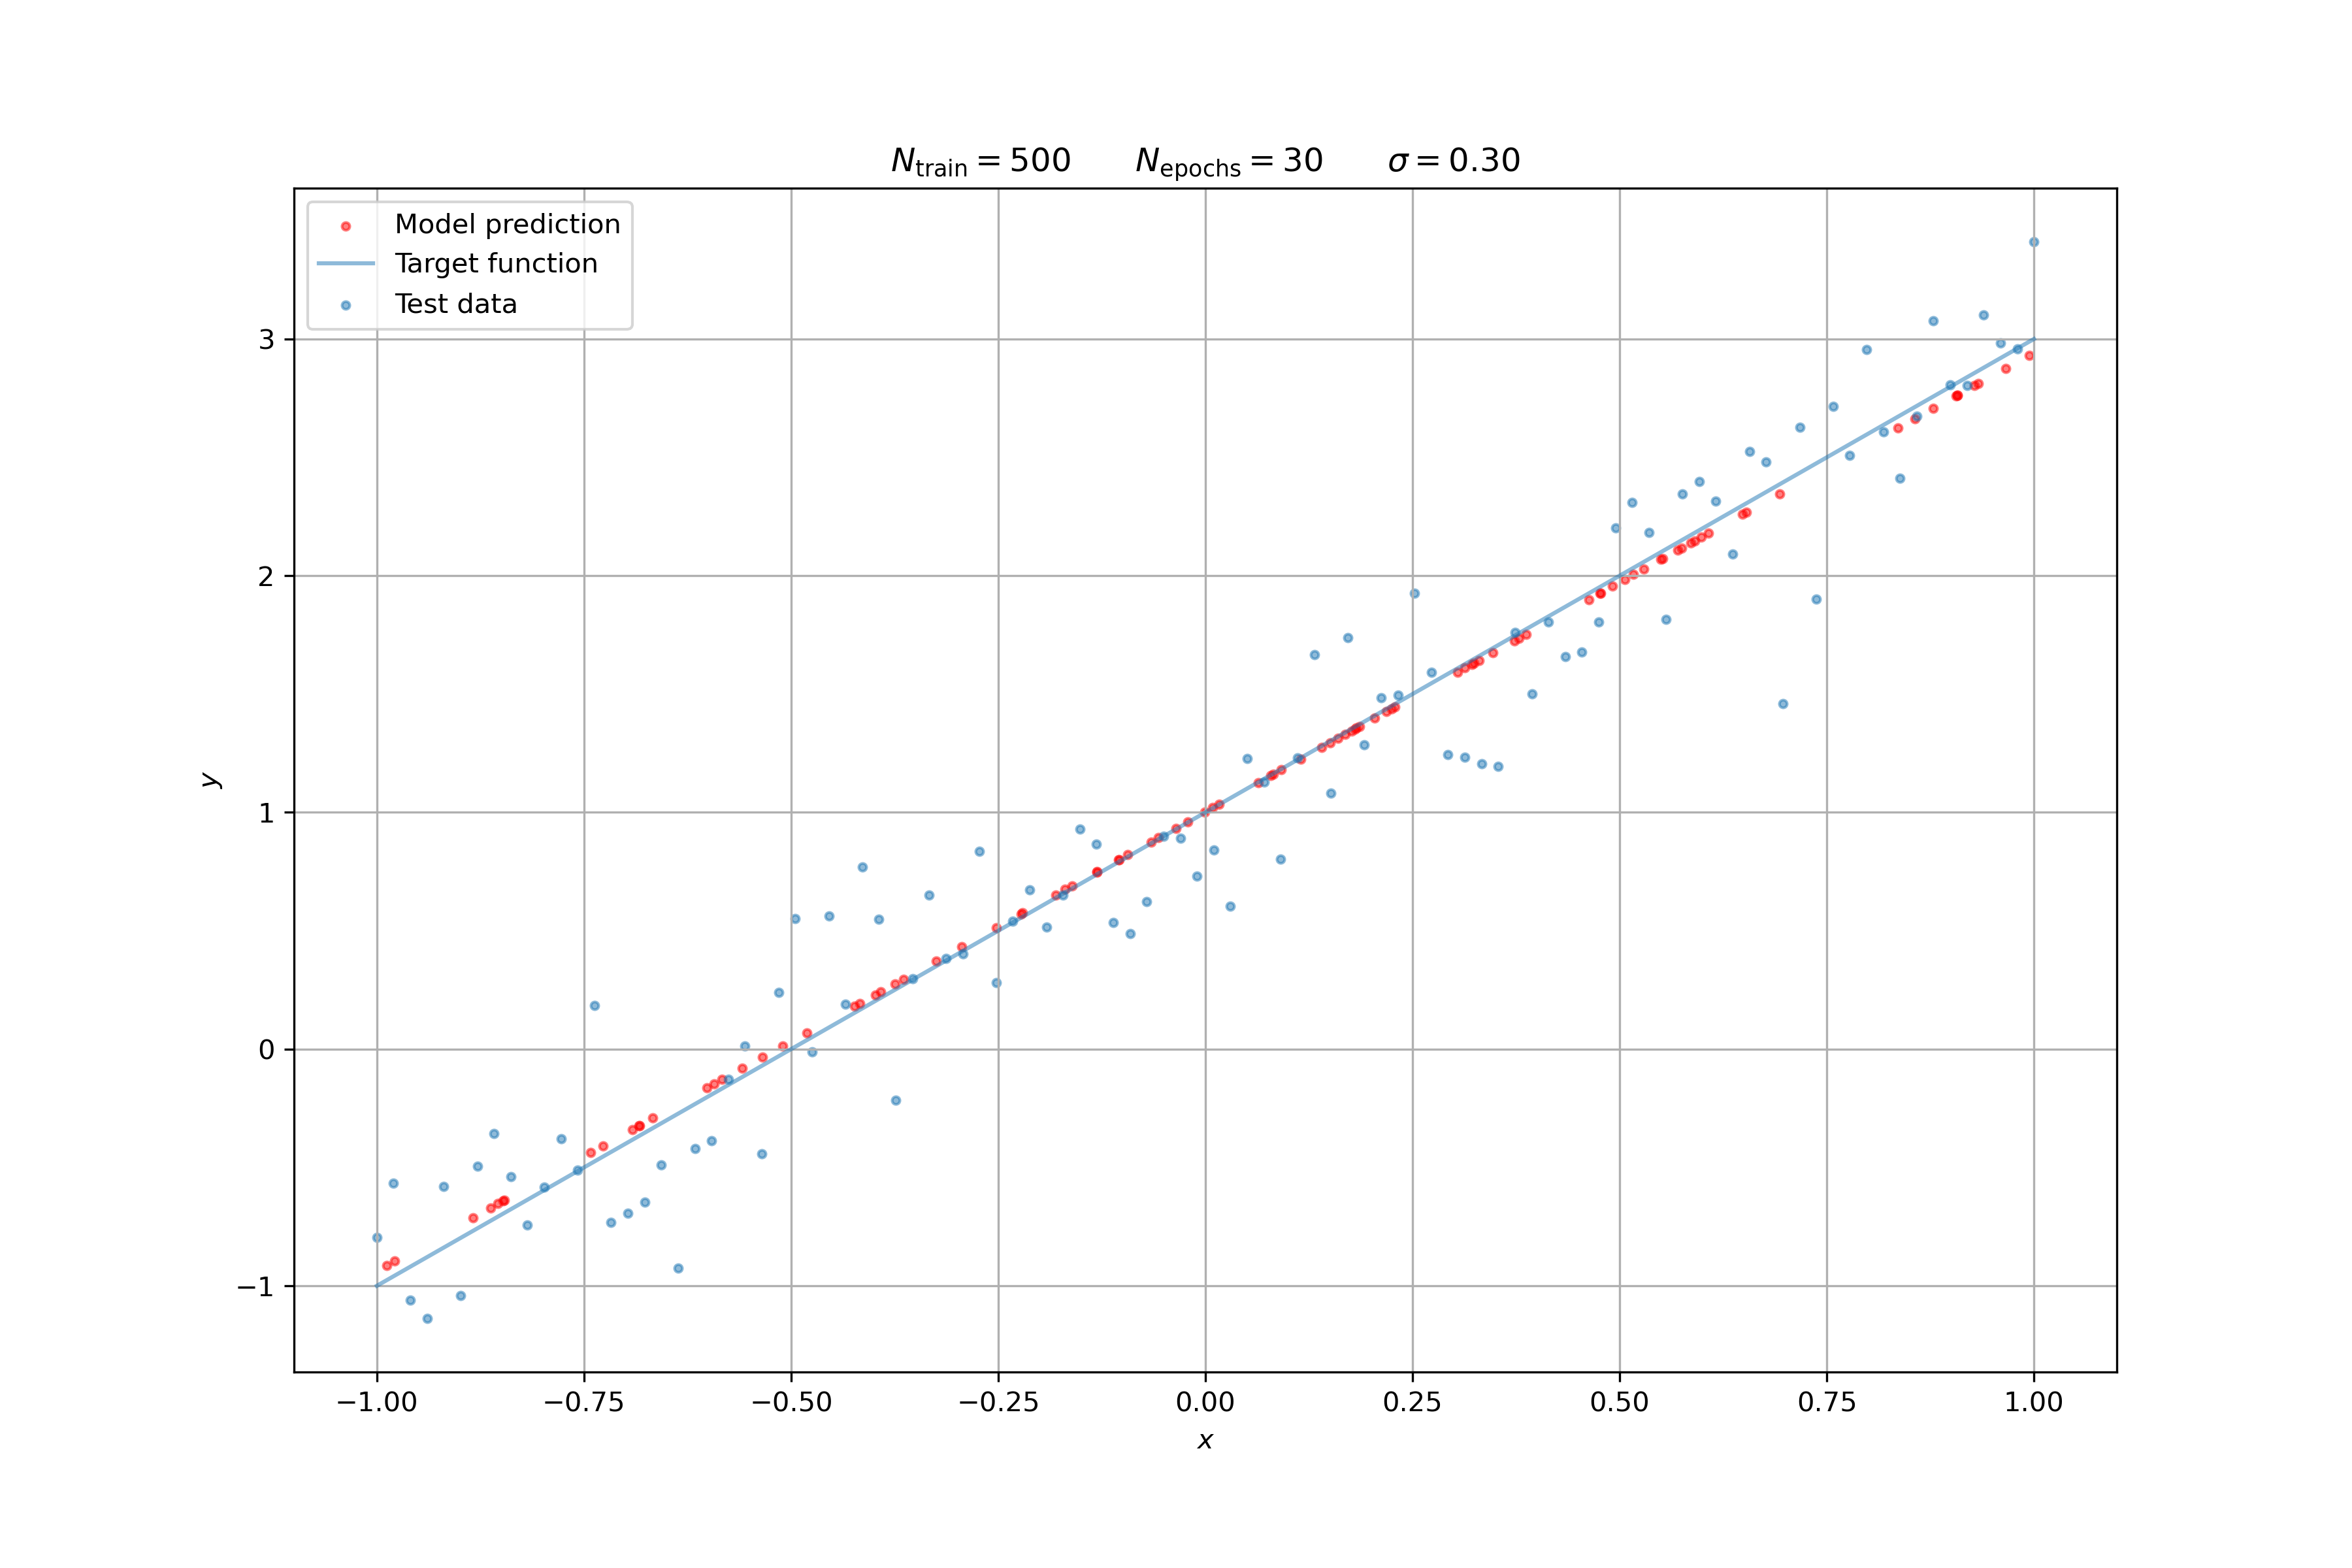 N_train = 500 N_epochs = 30 σ = 0.30
Model prediction
Target function
Test data
3
2
1
0
−1
y
−1.00 −0.75 −0.50 −0.25 0.00 0.25 0.50 0.75 1.00
x